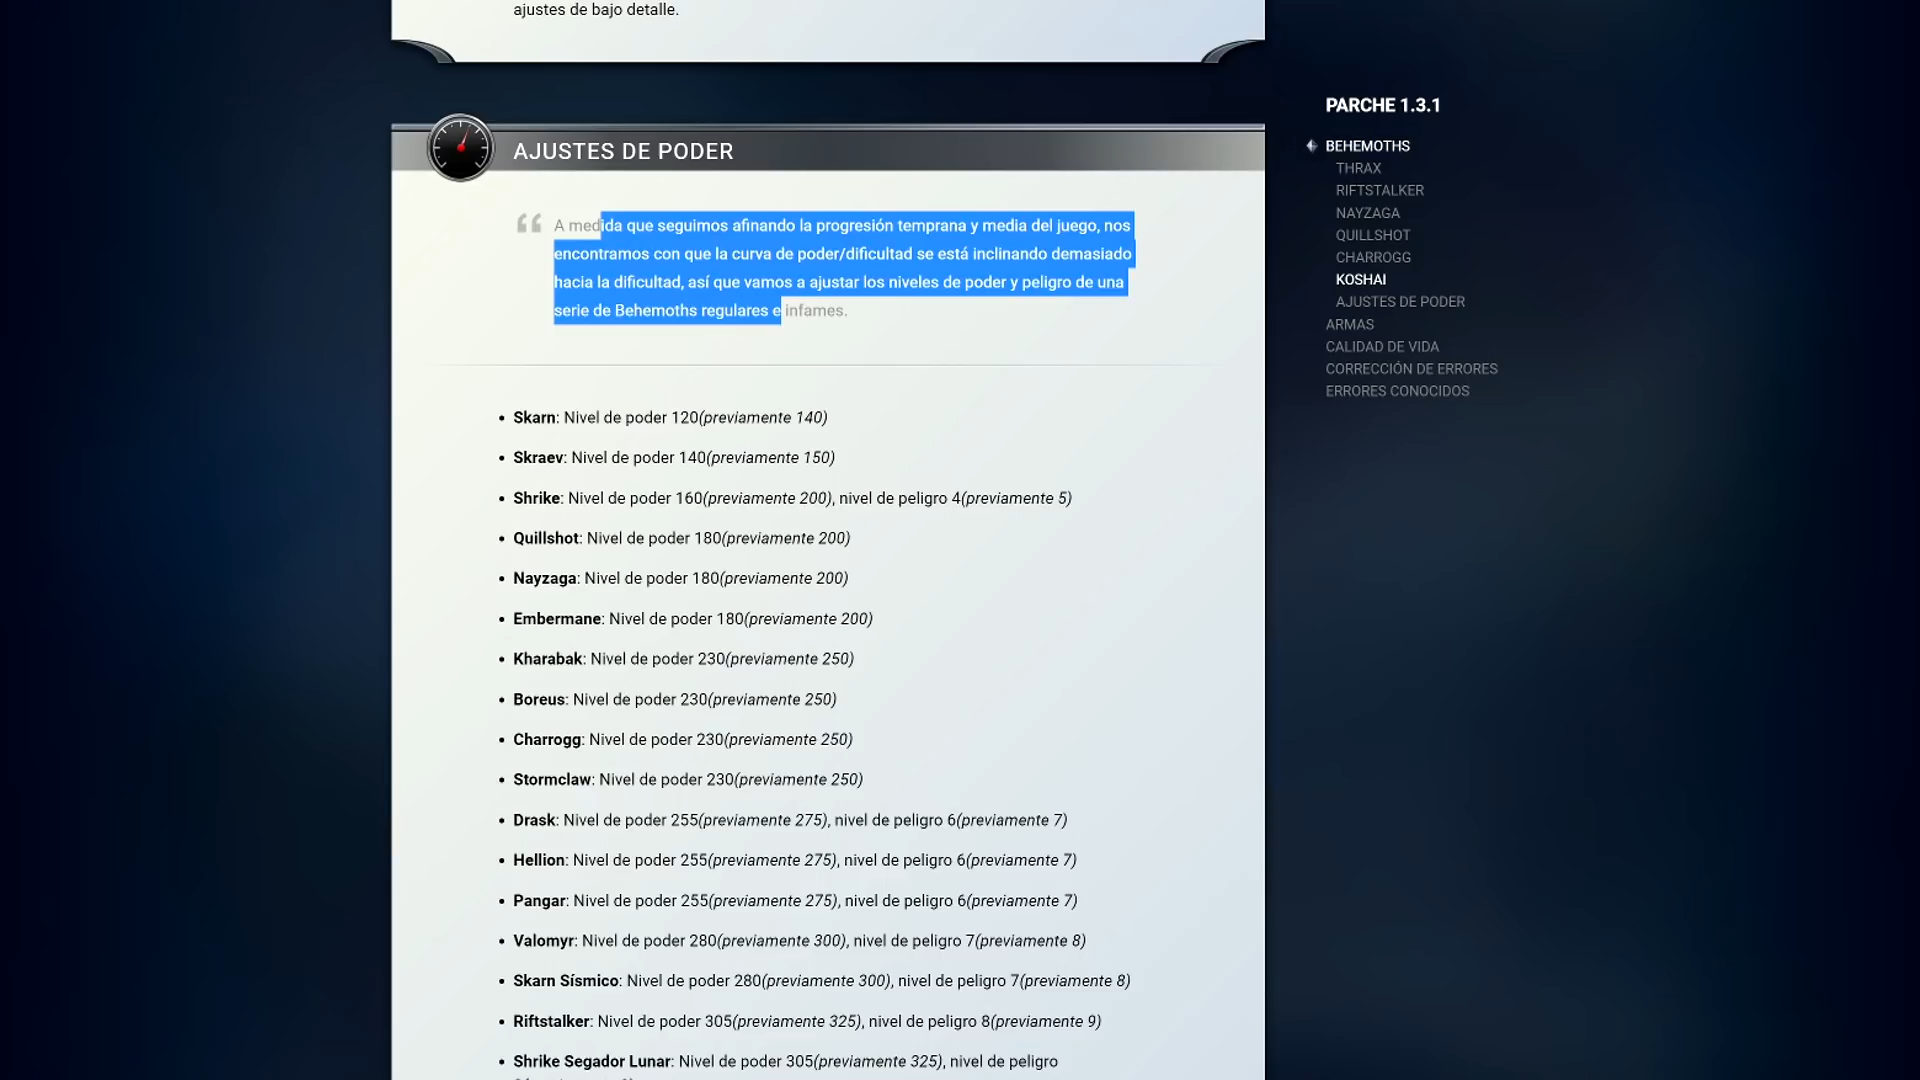 ajustes de bajo detalle.
AJUSTES DE PODER
A medida que seguimos afinando la progresión temprana y media del juego, nos
encontramos con que la curva de poder/dificultad se está inclinando demasiado
hacia la dificultad, así que vamos a ajustar los niveles de poder y peligro de una
serie de Behemoths regulares e infames.
Skarn: Nivel de poder 120(previamente 140)
Skraev: Nivel de poder 140(previamente 150)
Shrike: Nivel de poder 160(previamente 200), nivel de peligro 4(previamente 5)
Quillshot: Nivel de poder 180(previamente 200)
Nayzaga: Nivel de poder 180(previamente 200)
Embermane: Nivel de poder 180(previamente 200)
Kharabak: Nivel de poder 230(previamente 250)
Boreus: Nivel de poder 230(previamente 250)
Charrogg: Nivel de poder 230(previamente 250)
Stormclaw: Nivel de poder 230(previamente 250)
Drask: Nivel de poder 255(previamente 275), nivel de peligro 6(previamente 7)
Hellion: Nivel de poder 255(previamente 275), nivel de peligro 6(previamente 7)
Pangar: Nivel de poder 255(previamente 275), nivel de peligro 6(previamente 7)
Valomyr: Nivel de poder 280(previamente 300), nivel de peligro 7(previamente 8)
Skarn Sísmico: Nivel de poder 280(previamente 300), nivel de peligro 7(previamente 8)
Riftstalker: Nivel de poder 305(previamente 325), nivel de peligro 8(previamente 9)
Shrike Segador Lunar: Nivel de poder 305(previamente 325), nivel de peligro
PARCHE 1.3.1
BEHEMOTHS
THRAX
RIFTSTALKER
NAYZAGA
QUILLSHOT
CHARROGG
KOSHAI
AJUSTES DE PODER
ARMAS
CALIDAD DE VIDA
CORRECCIÓN DE ERRORES
ERRORES CONOCIDOS